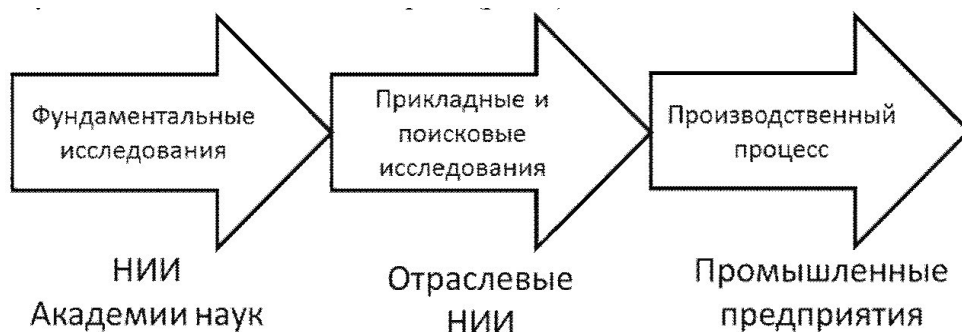 Фундаментальные
исследования
Прикладные и
поисковые
исследования
Производственный
процесс
НИИ
Академии наук
Отраслевые
НИИ
Промышленные
предприятия